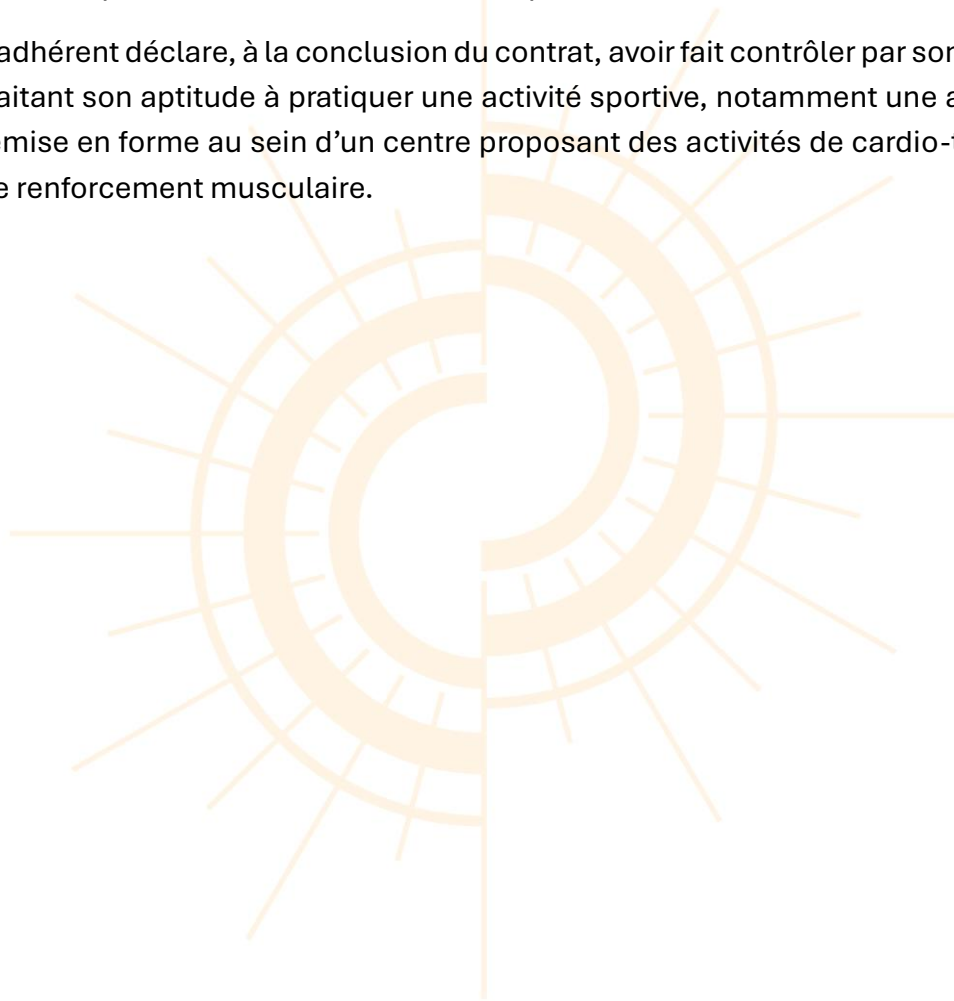 adhérent déclare, à la conclusion du contrat, avoir fait contrôler par son
aitant son aptitude à pratiquer une activité sportive, notamment une a
emise en forme au sein d’un centre proposant des activités de cardio-t
e renforcement musculaire.